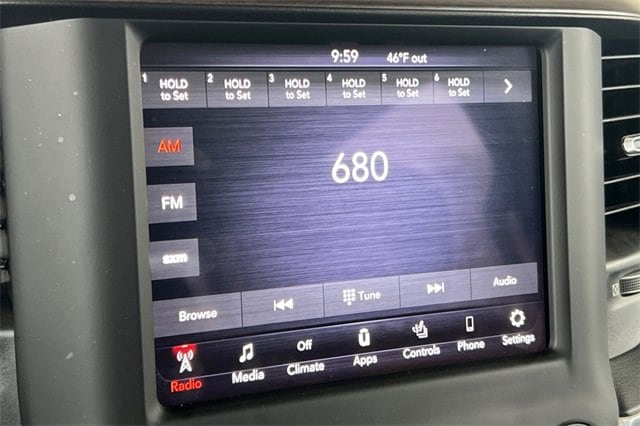 9:59 46°F out
1 HOLD to Set 2 HOLD to Set 3 HOLD to Set 4 HOLD to Set 5 HOLD to Set 6 HOLD to Set
AM
680
FM
sxm
Browse Tune Audio
Off
Radio Media Climate Apps Controls Phone Settings